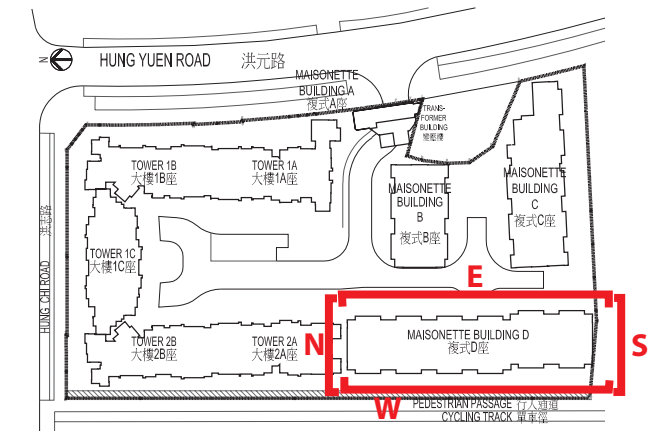 N
HUNG YUEN ROAD 洪元路
MAISONETTE
BUILDING A
複式A座
TRANS-
FORMER
BUILDING
變壓樓
TOWER 1B
大樓1B座
TOWER 1A
大樓1A座
MAISONETTE
BUILDING
B
複式B座
MAISONETTE
BUILDING
C
複式C座
HUNG CHI ROAD 洪志路
TOWER 1C
大樓1C座
E
TOWER 2B
大樓2B座
TOWER 2A
大樓2A座
N
MAISONETTE BUILDING D
複式D座
S
W
PEDESTRIAN PASSAGE 行人通道
CYCLING TRACK 單車徑